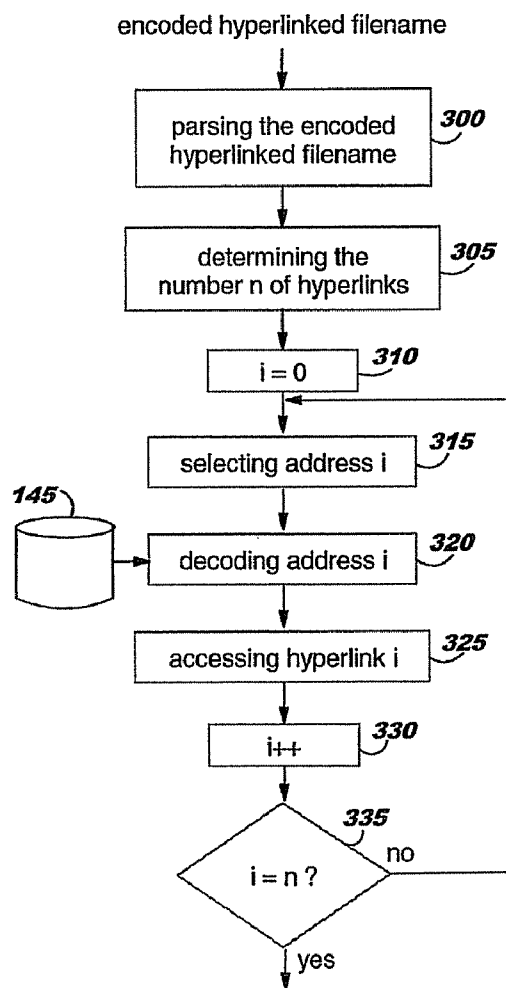 encoded hyperlinked filename
parsing the encoded
hyperlinked filename
300
determining the
number n of hyperlinks
305
i = 0
310
selecting address i
315
145
decoding address i
320
accessing hyperlink i
325
i++
330
335
i = n ?
no
yes